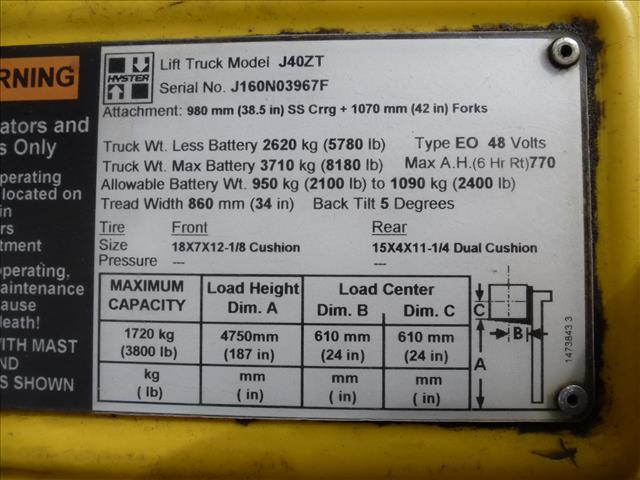 RNING
ators and
s Only
perating
located on
in
rs
tment
operating,
aintenance
ause
eath!
WITH MAST
ND
S SHOWN
HYSTER
Lift Truck Model J40ZT
Serial No. J160N03967F
Attachment: 980 mm (38.5 in) SS Crrg + 1070 mm (42 in) Forks
Truck Wt. Less Battery 2620 kg (5780 lb) Type EO 48 Volts
Truck Wt. Max Battery 3710 kg (8180 lb) Max A.H.(6 Hr Rt)770
Allowable Battery Wt. 950 kg (2100 lb) to 1090 kg (2400 lb)
Tread Width 860 mm (34 in) Back Tilt 5 Degrees
Tire Front Rear
Size 18X7X12-1/8 Cushion 15X4X11-1/4 Dual Cushion
Pressure --- ---
MAXIMUM CAPACITY Load Height Dim. A Load Center Dim. B Dim. C
1720 kg 4750mm 610 mm 610 mm
(3800 lb) (187 in) (24 in) (24 in)
kg mm mm mm
( lb) ( in) ( in) ( in)
C
B
A
1473843 3